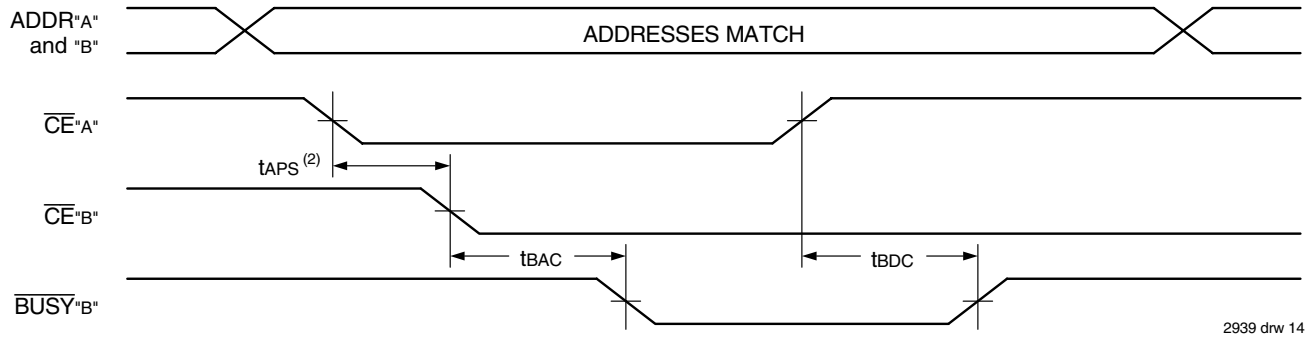 ADDR"A"
and "B"
ADDRESSES MATCH
CE"A"
tAPS (2)
CE"B"
tBAC
tBDC
BUSY"B"
2939 drw 14